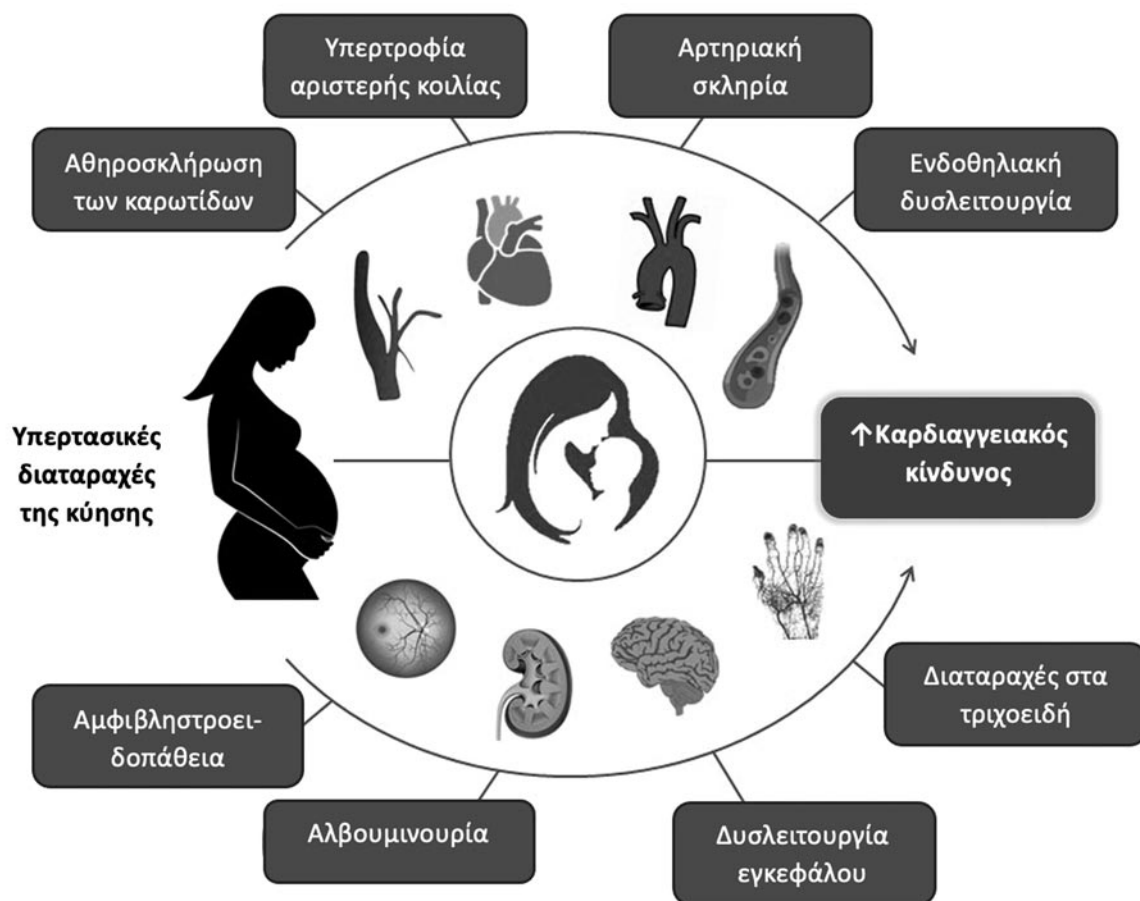 Υπερτροφία
αριστερής κοιλίας
Αρτηριακή
σκληρία
Αθηροσκλήρωση
των καρωτίδων
Ενδοθηλιακή
δυσλειτουργία
Υπερτασικές
διαταραχές
της κύησης
↑Καρδιαγγειακός
κίνδυνος
Αμφιβληστροει-
δοπάθεια
Αλβουμινουρία
Δυσλειτουργία
εγκεφάλου
Διαταραχές στα
τριχοειδή